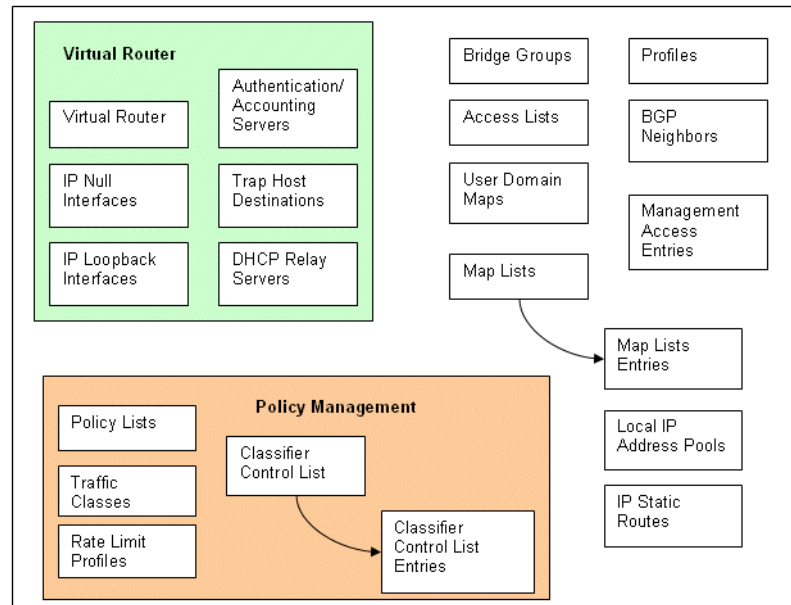 Virtual Router
Virtual Router
IP Null
Interfaces
IP Loopback
Interfaces
Authentication/
Accounting
Servers
Trap Host
Destinations
DHCP Relay
Servers
Bridge Groups
Access Lists
User Domain
Maps
Map Lists
Profiles
BGP
Neighbors
Management
Access
Entries
Map Lists
Entries
Local IP
Address Pools
IP Static
Routes
Policy Management
Policy Lists
Traffic
Classes
Rate Limit
Profiles
Classifier
Control List
Classifier
Control List
Entries